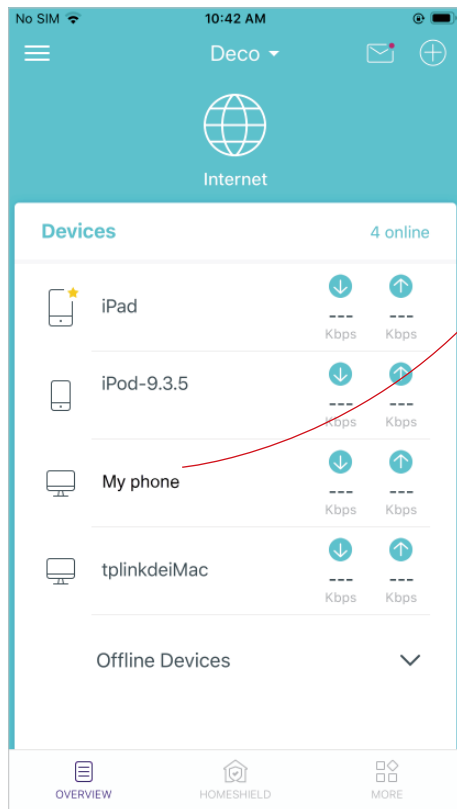 No SIM 10:42 AM
Deco
Internet
Devices 4 online
iPad
--- ---
Kbps Kbps
iPod-9.3.5
--- ---
Kbps Kbps
My phone
--- ---
Kbps Kbps
tplinkdeiMac
--- ---
Kbps Kbps
Offline Devices
OVERVIEW HOMESHIELD MORE